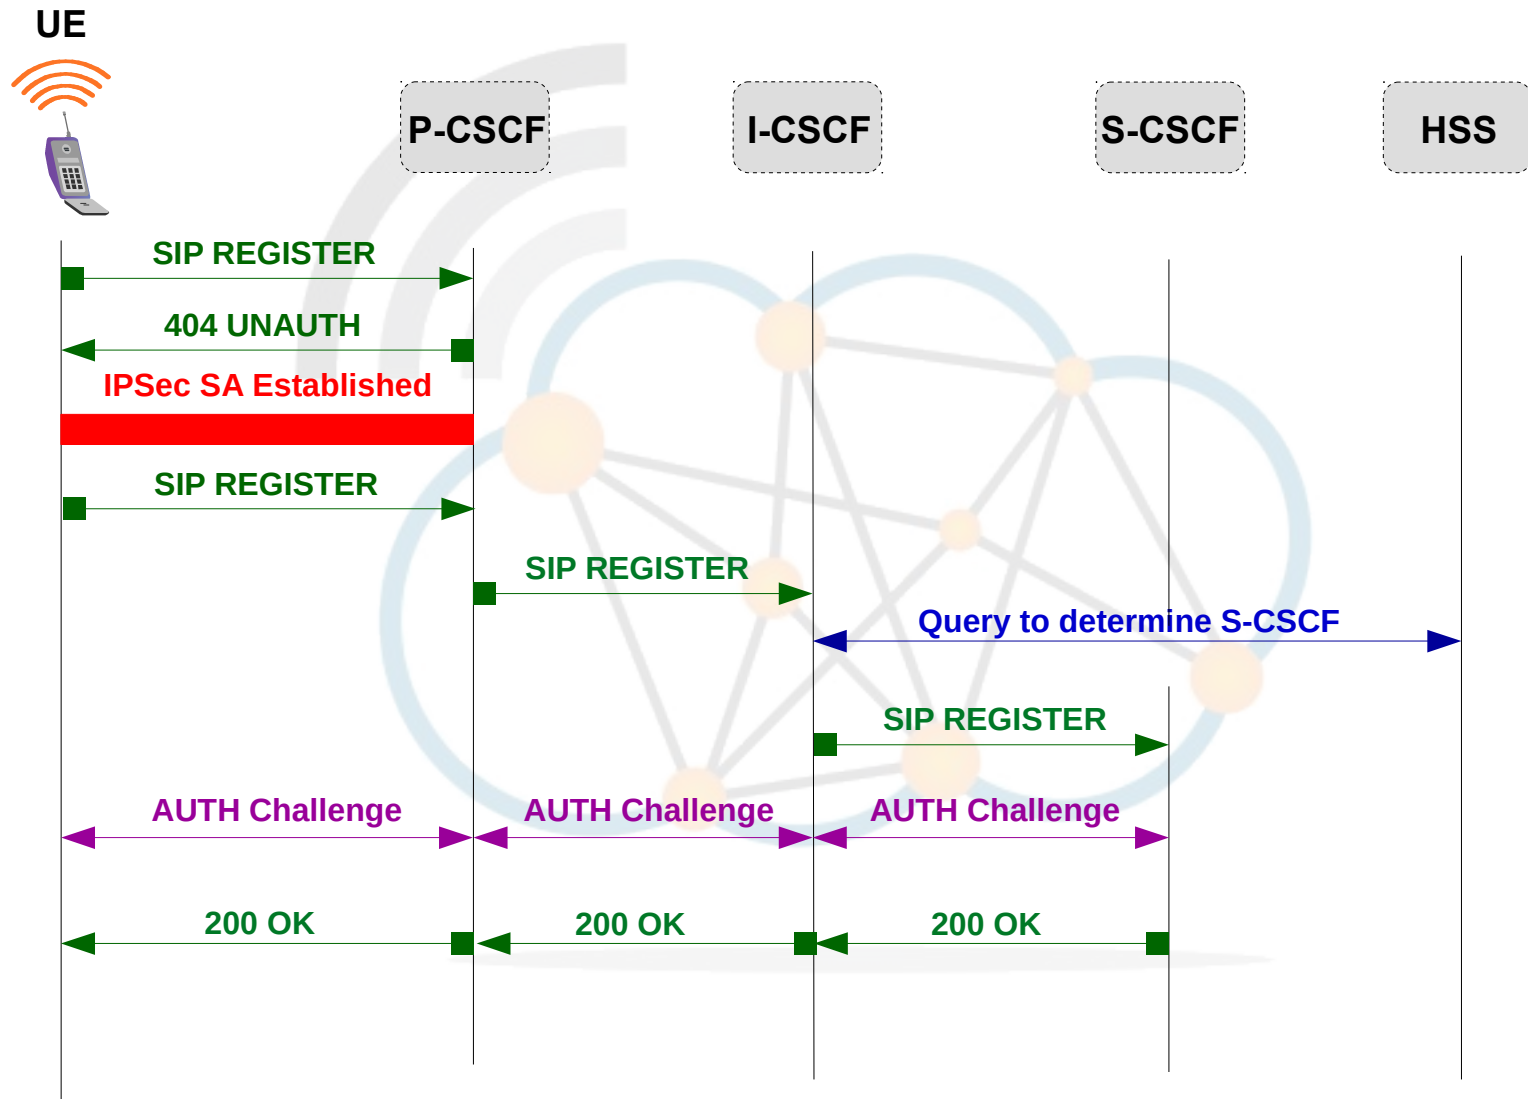 UE
P-CSCF
I-CSCF
S-CSCF
HSS
SIP REGISTER
404 UNAUTH
IPSec SA Established
SIP REGISTER
SIP REGISTER
Query to determine S-CSCF
SIP REGISTER
AUTH Challenge
AUTH Challenge
AUTH Challenge
200 OK
200 OK
200 OK